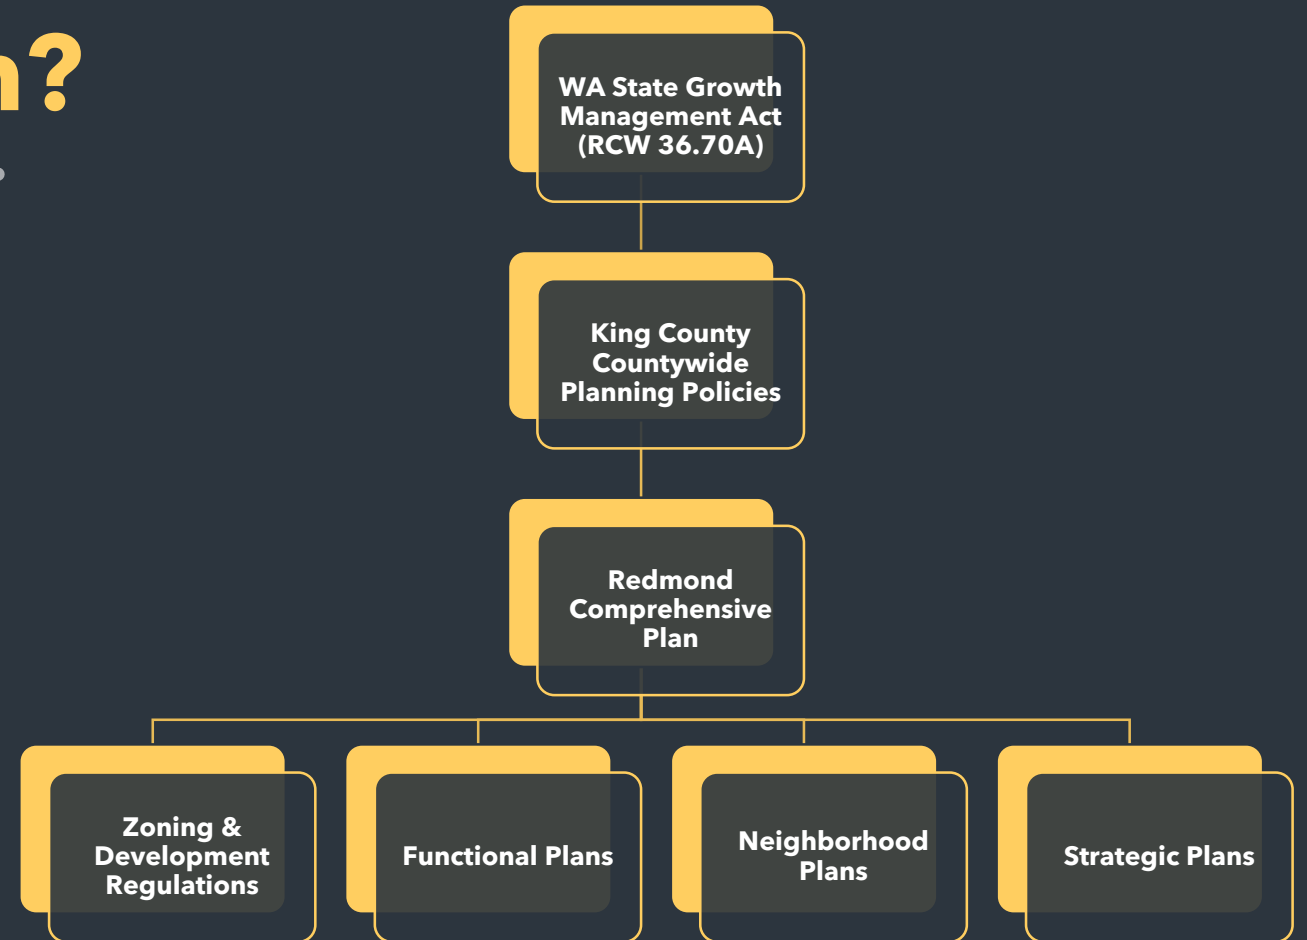 WA State Growth
Management Act
(RCW 36.70A)
King County
Countywide
Planning Policies
Redmond
Comprehensive
Plan
Zoning &
Development
Regulations
Functional Plans
Neighborhood
Plans
Strategic Plans